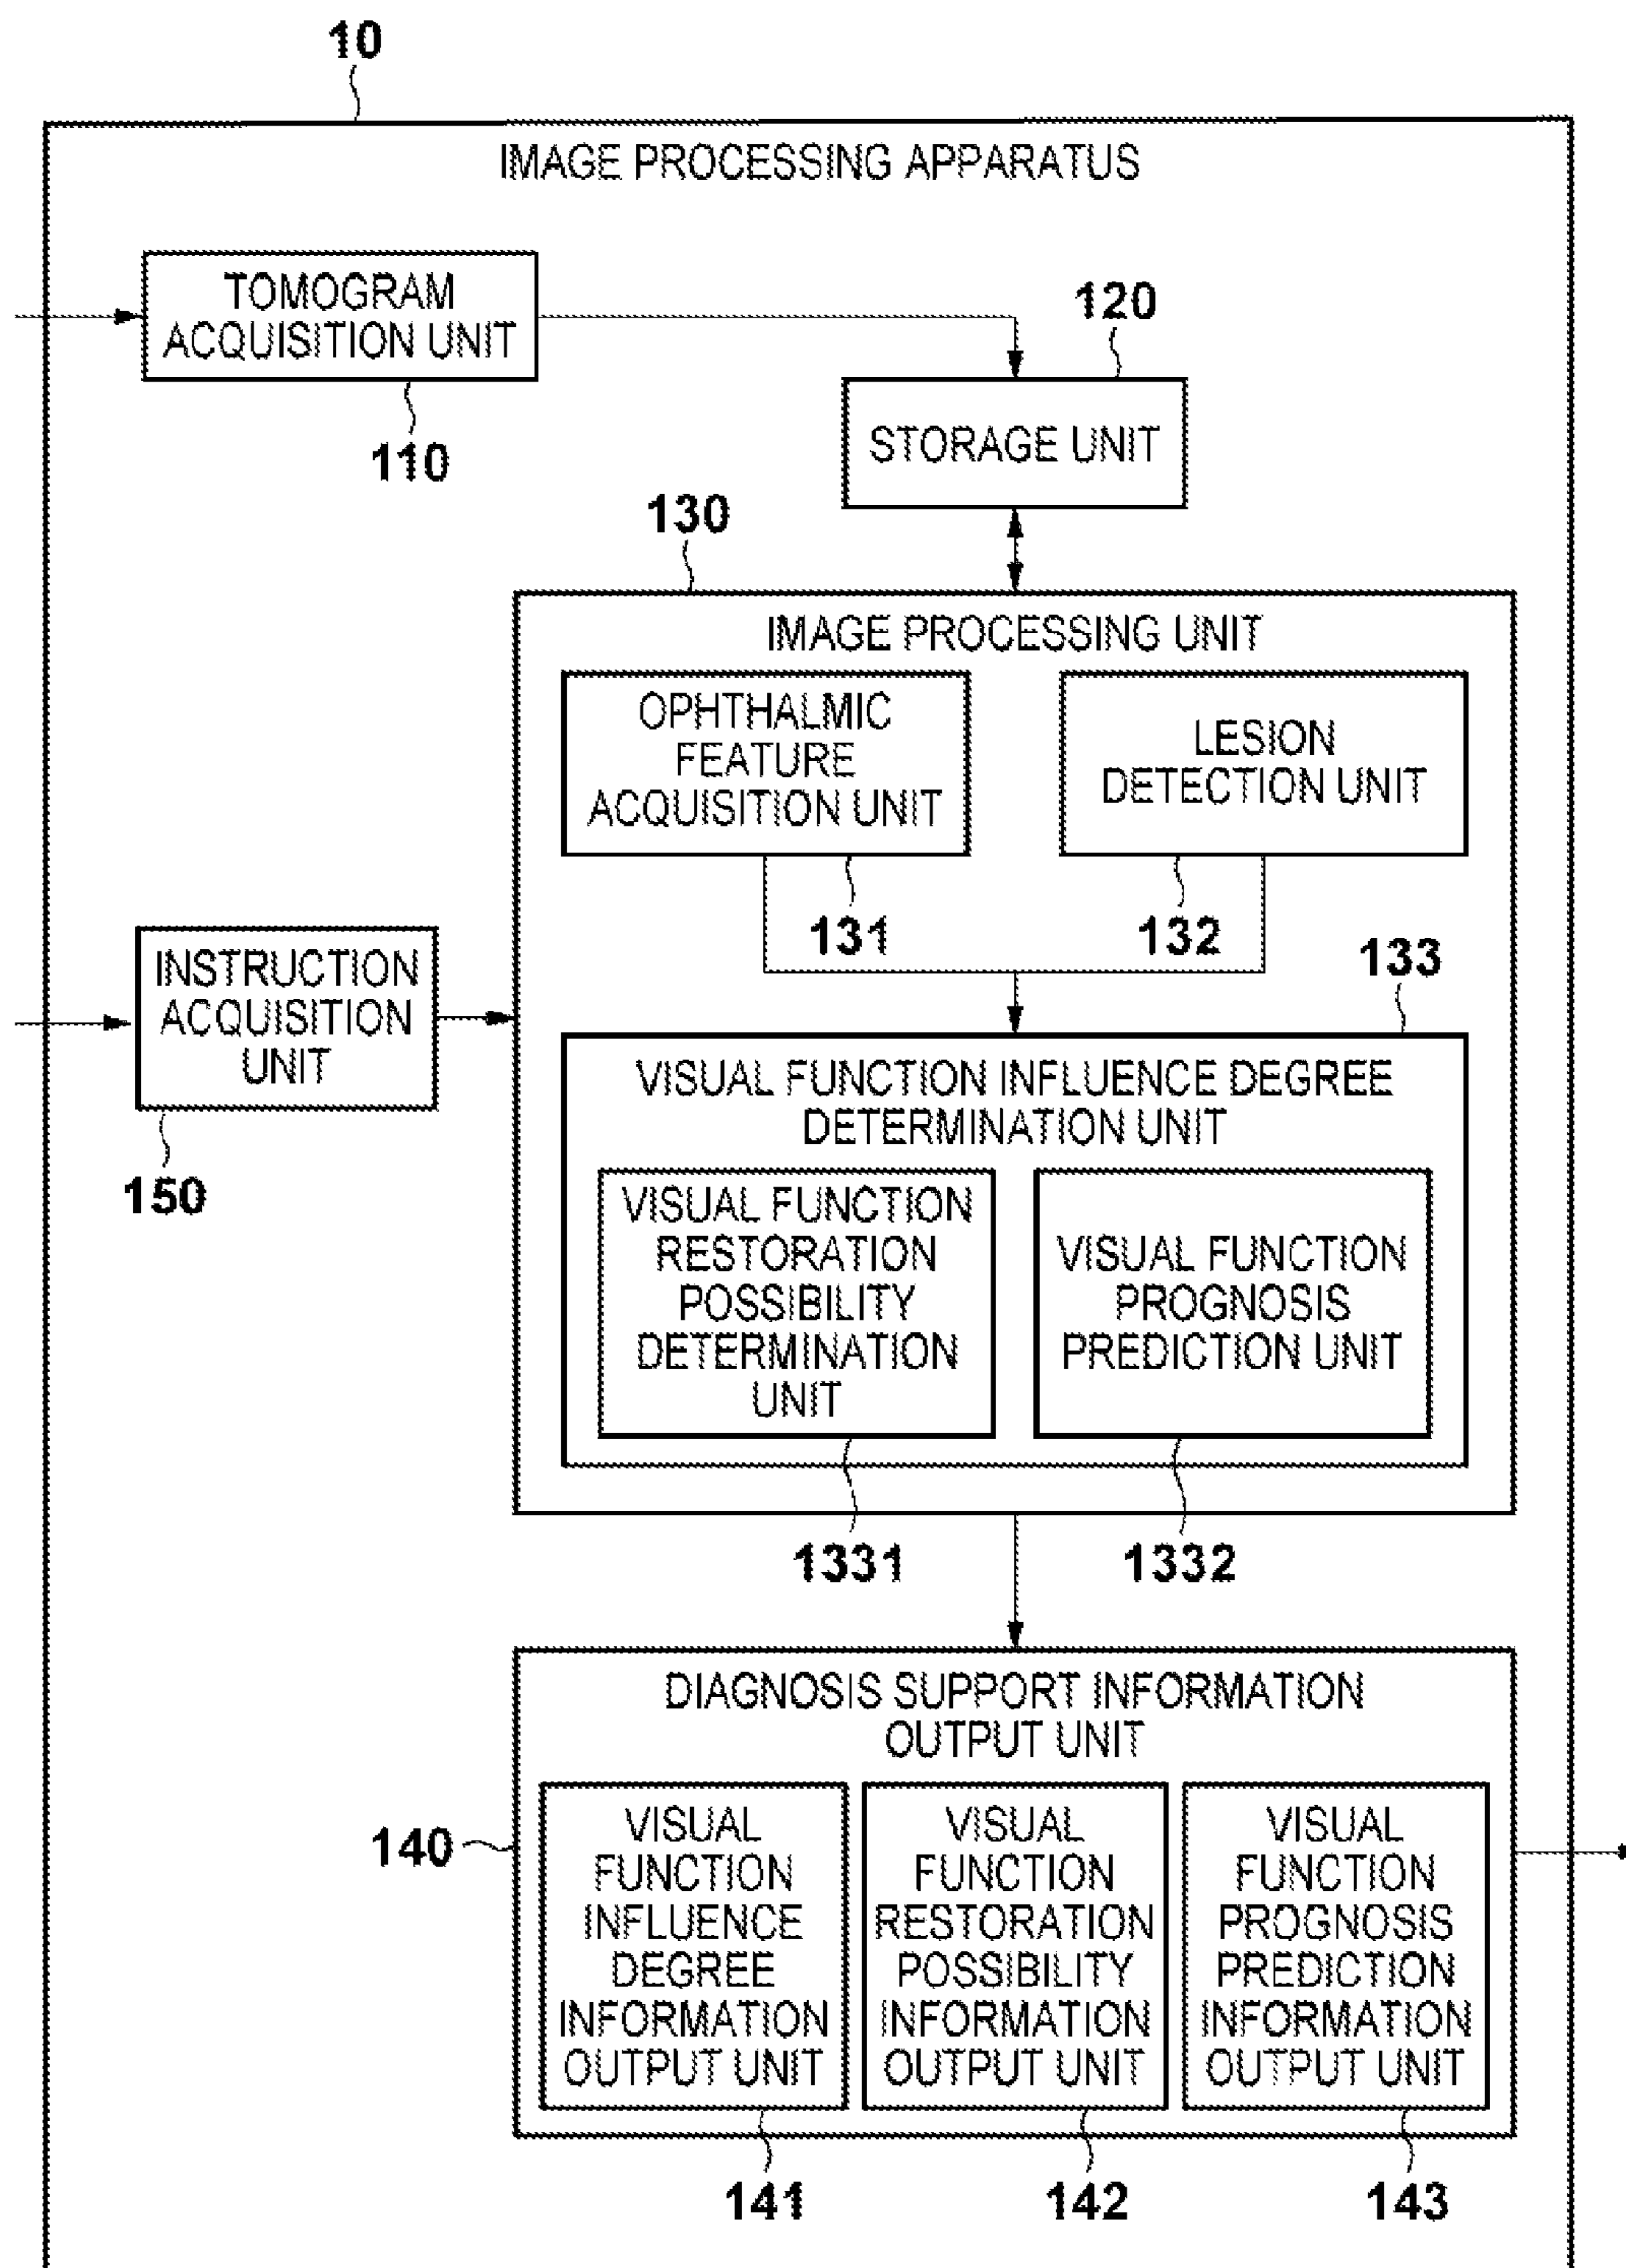 10
IMAGE PROCESSING APPARATUS
TOMOGRAM
ACQUISITION UNIT
110
120
STORAGE UNIT
130
IMAGE PROCESSING UNIT
OPHTHALMIC
FEATURE
ACQUISITION UNIT
131
LESION
DETECTION UNIT
132
INSTRUCTION
ACQUISITION
UNIT
150
133
VISUAL FUNCTION INFLUENCE DEGREE
DETERMINATION UNIT
VISUAL FUNCTION
RESTORATION
POSSIBILITY
DETERMINATION
UNIT
1331
VISUAL FUNCTION
PROGNOSIS
PREDICTION UNIT
1332
DIAGNOSIS SUPPORT INFORMATION
OUTPUT UNIT
140
VISUAL
FUNCTION
INFLUENCE
DEGREE
INFORMATION
OUTPUT UNIT
141
VISUAL
FUNCTION
RESTORATION
POSSIBILITY
INFORMATION
OUTPUT UNIT
142
VISUAL
FUNCTION
PROGNOSIS
PREDICTION
INFORMATION
OUTPUT UNIT
143